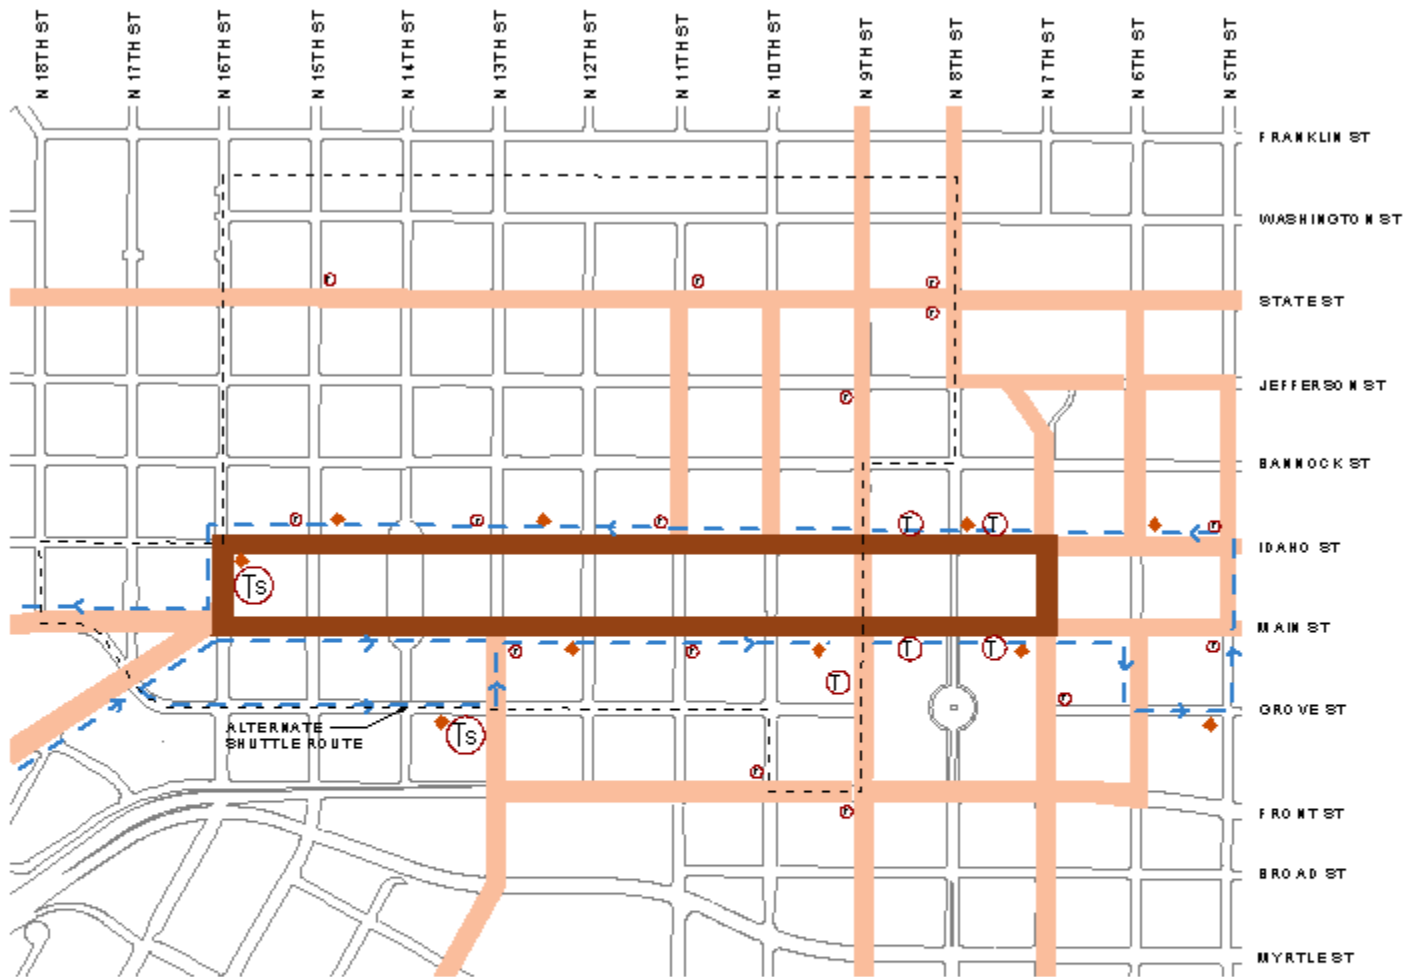 N 18TH ST
N 17TH ST
N 16TH ST
N 15TH ST
N 14TH ST
N 13TH ST
N 12TH ST
N 11TH ST
N 10TH ST
N 9TH ST
N 8TH ST
N 7TH ST
N 6TH ST
N 5TH ST
FRANKLIN ST
WASHINGTON ST
r
r
r
STATE ST
r
JEFFERSON ST
r
BANNOCK ST
r
r
r
T
T
r
IDAHO ST
Ts
MAIN ST
r
r
T
T
r
T
r
GROVE ST
ALTERNATE
SHUTTLE ROUTE
Ts
r
r
FRONT ST
BROAD ST
MYRTLE ST